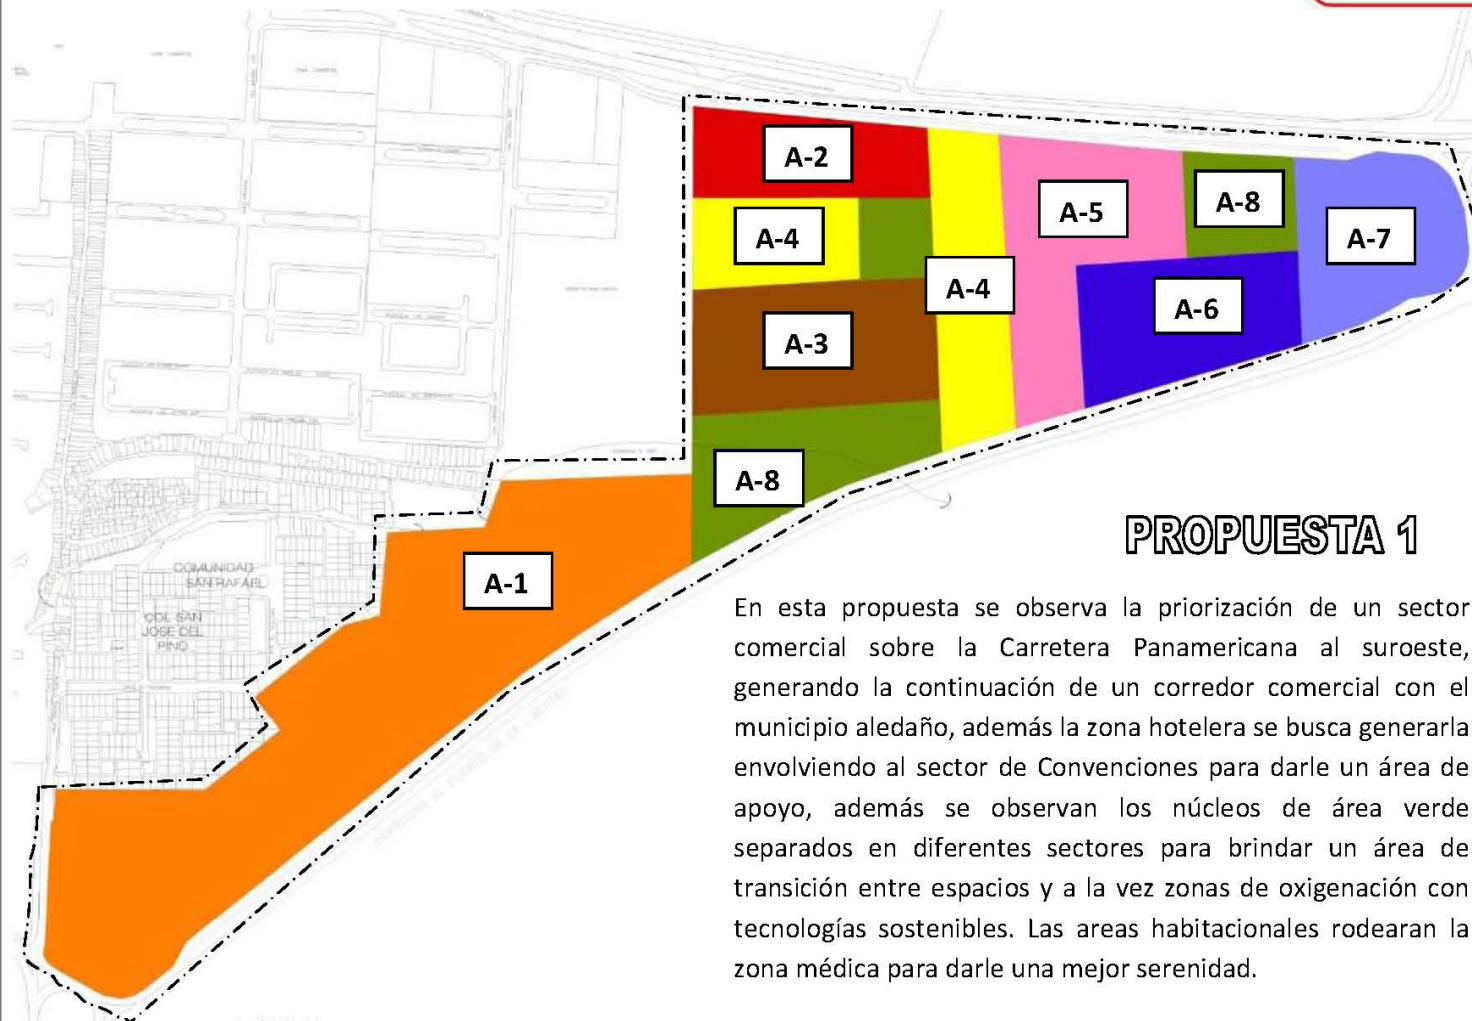 A-2
A-4
A-3
A-8
A-4
A-5
A-8
A-7
A-6
A-1
COMUNIDAD
SAN RAFAEL
COL SAN
JOSE DEL
PINO
PROPUESTA 1
En esta propuesta se observa la priorización de un sector
comercial sobre la Carretera Panamericana al suroeste,
generando la continuación de un corredor comercial con el
municipio aledaño, además la zona hotelera se busca generarla
envolviendo al sector de Convenciones para darle un área de
apoyo, además se observan los núcleos de área verde
separados en diferentes sectores para brindar un área de
transición entre espacios y a la vez zonas de oxigenación con
tecnologías sostenibles. Las areas habitacionales rodearan la
zona médica para darle una mejor serenidad.